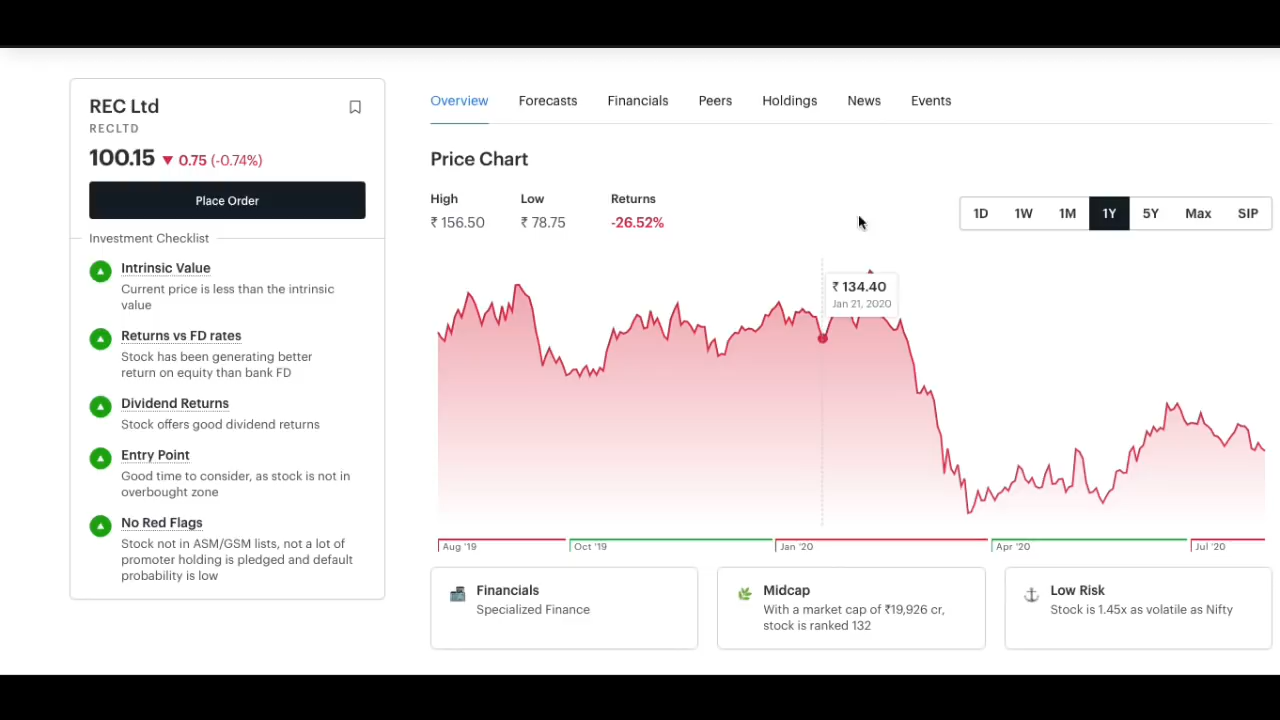 REC Ltd
RECLTD
100.15 ▼ 0.75 (-0.74%)
Place Order
Investment Checklist
Intrinsic Value
Current price is less than the intrinsic
value
Returns vs FD rates
Stock has been generating better
return on equity than bank FD
Dividend Returns
Stock offers good dividend returns
Entry Point
Good time to consider, as stock is not in
overbought zone
No Red Flags
Stock not in ASM/GSM lists, not a lot of
promoter holding is pledged and default
probability is low
Overview Forecasts Financials Peers Holdings News Events
Price Chart
High Low Returns
₹ 156.50 ₹ 78.75 -26.52%
1D 1W 1M 1Y 5Y Max SIP
₹ 134.40
Jan 21, 2020
Aug '19 Oct '19 Jan '20 Apr '20 Jul '20
Financials
Specialized Finance
Midcap
With a market cap of ₹19,926 cr,
stock is ranked 132
Low Risk
Stock is 1.45x as volatile as Nifty